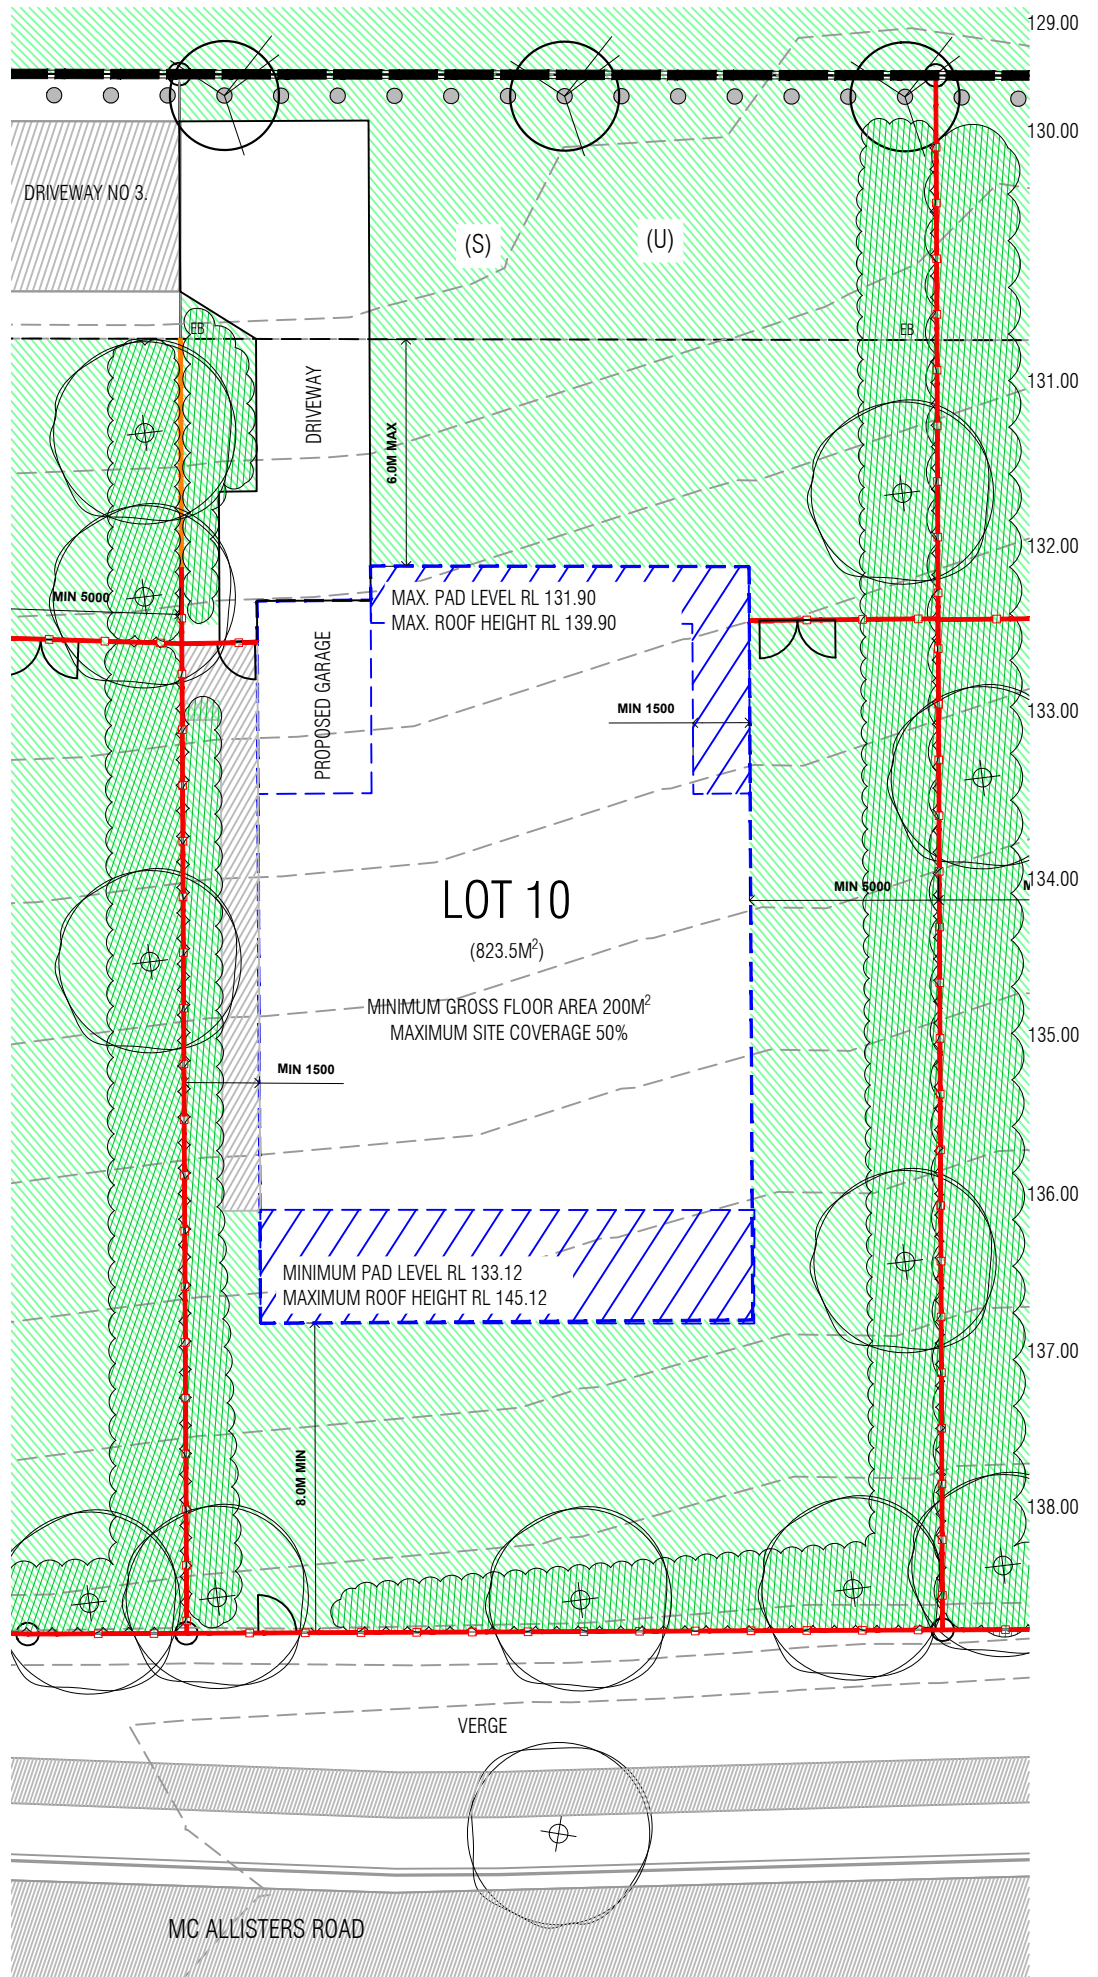 129.00
130.00
DRIVEWAY NO 3.
(S)
(U)
EB
EB
131.00
DRIVEWAY
6.0M MAX
132.00
MIN 5000
MAX. PAD LEVEL RL 131.90
MAX. ROOF HEIGHT RL 139.90
PROPOSED GARAGE
MIN 1500
133.00
134.00
MIN 5000
M
LOT 10
(823.5M²)
MINIMUM GROSS FLOOR AREA 200M²
MAXIMUM SITE COVERAGE 50%
135.00
MIN 1500
136.00
MINIMUM PAD LEVEL RL 133.12
MAXIMUM ROOF HEIGHT RL 145.12
137.00
8.0M MIN
138.00
VERGE
MC ALLISTERS ROAD